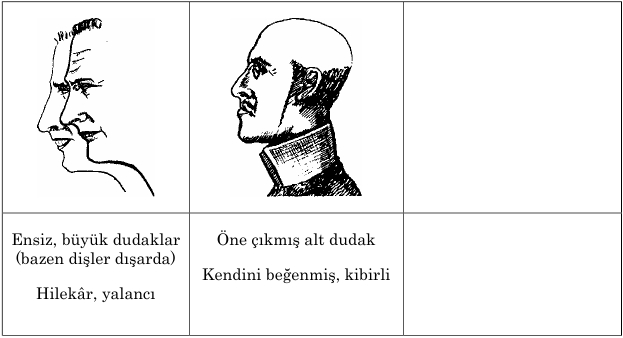 Ensiz, büyük dudaklar
(bazen dişler dışarda)
Hilekâr, yalancı
Öne çıkmış alt dudak
Kendini beğenmiş, kibirli